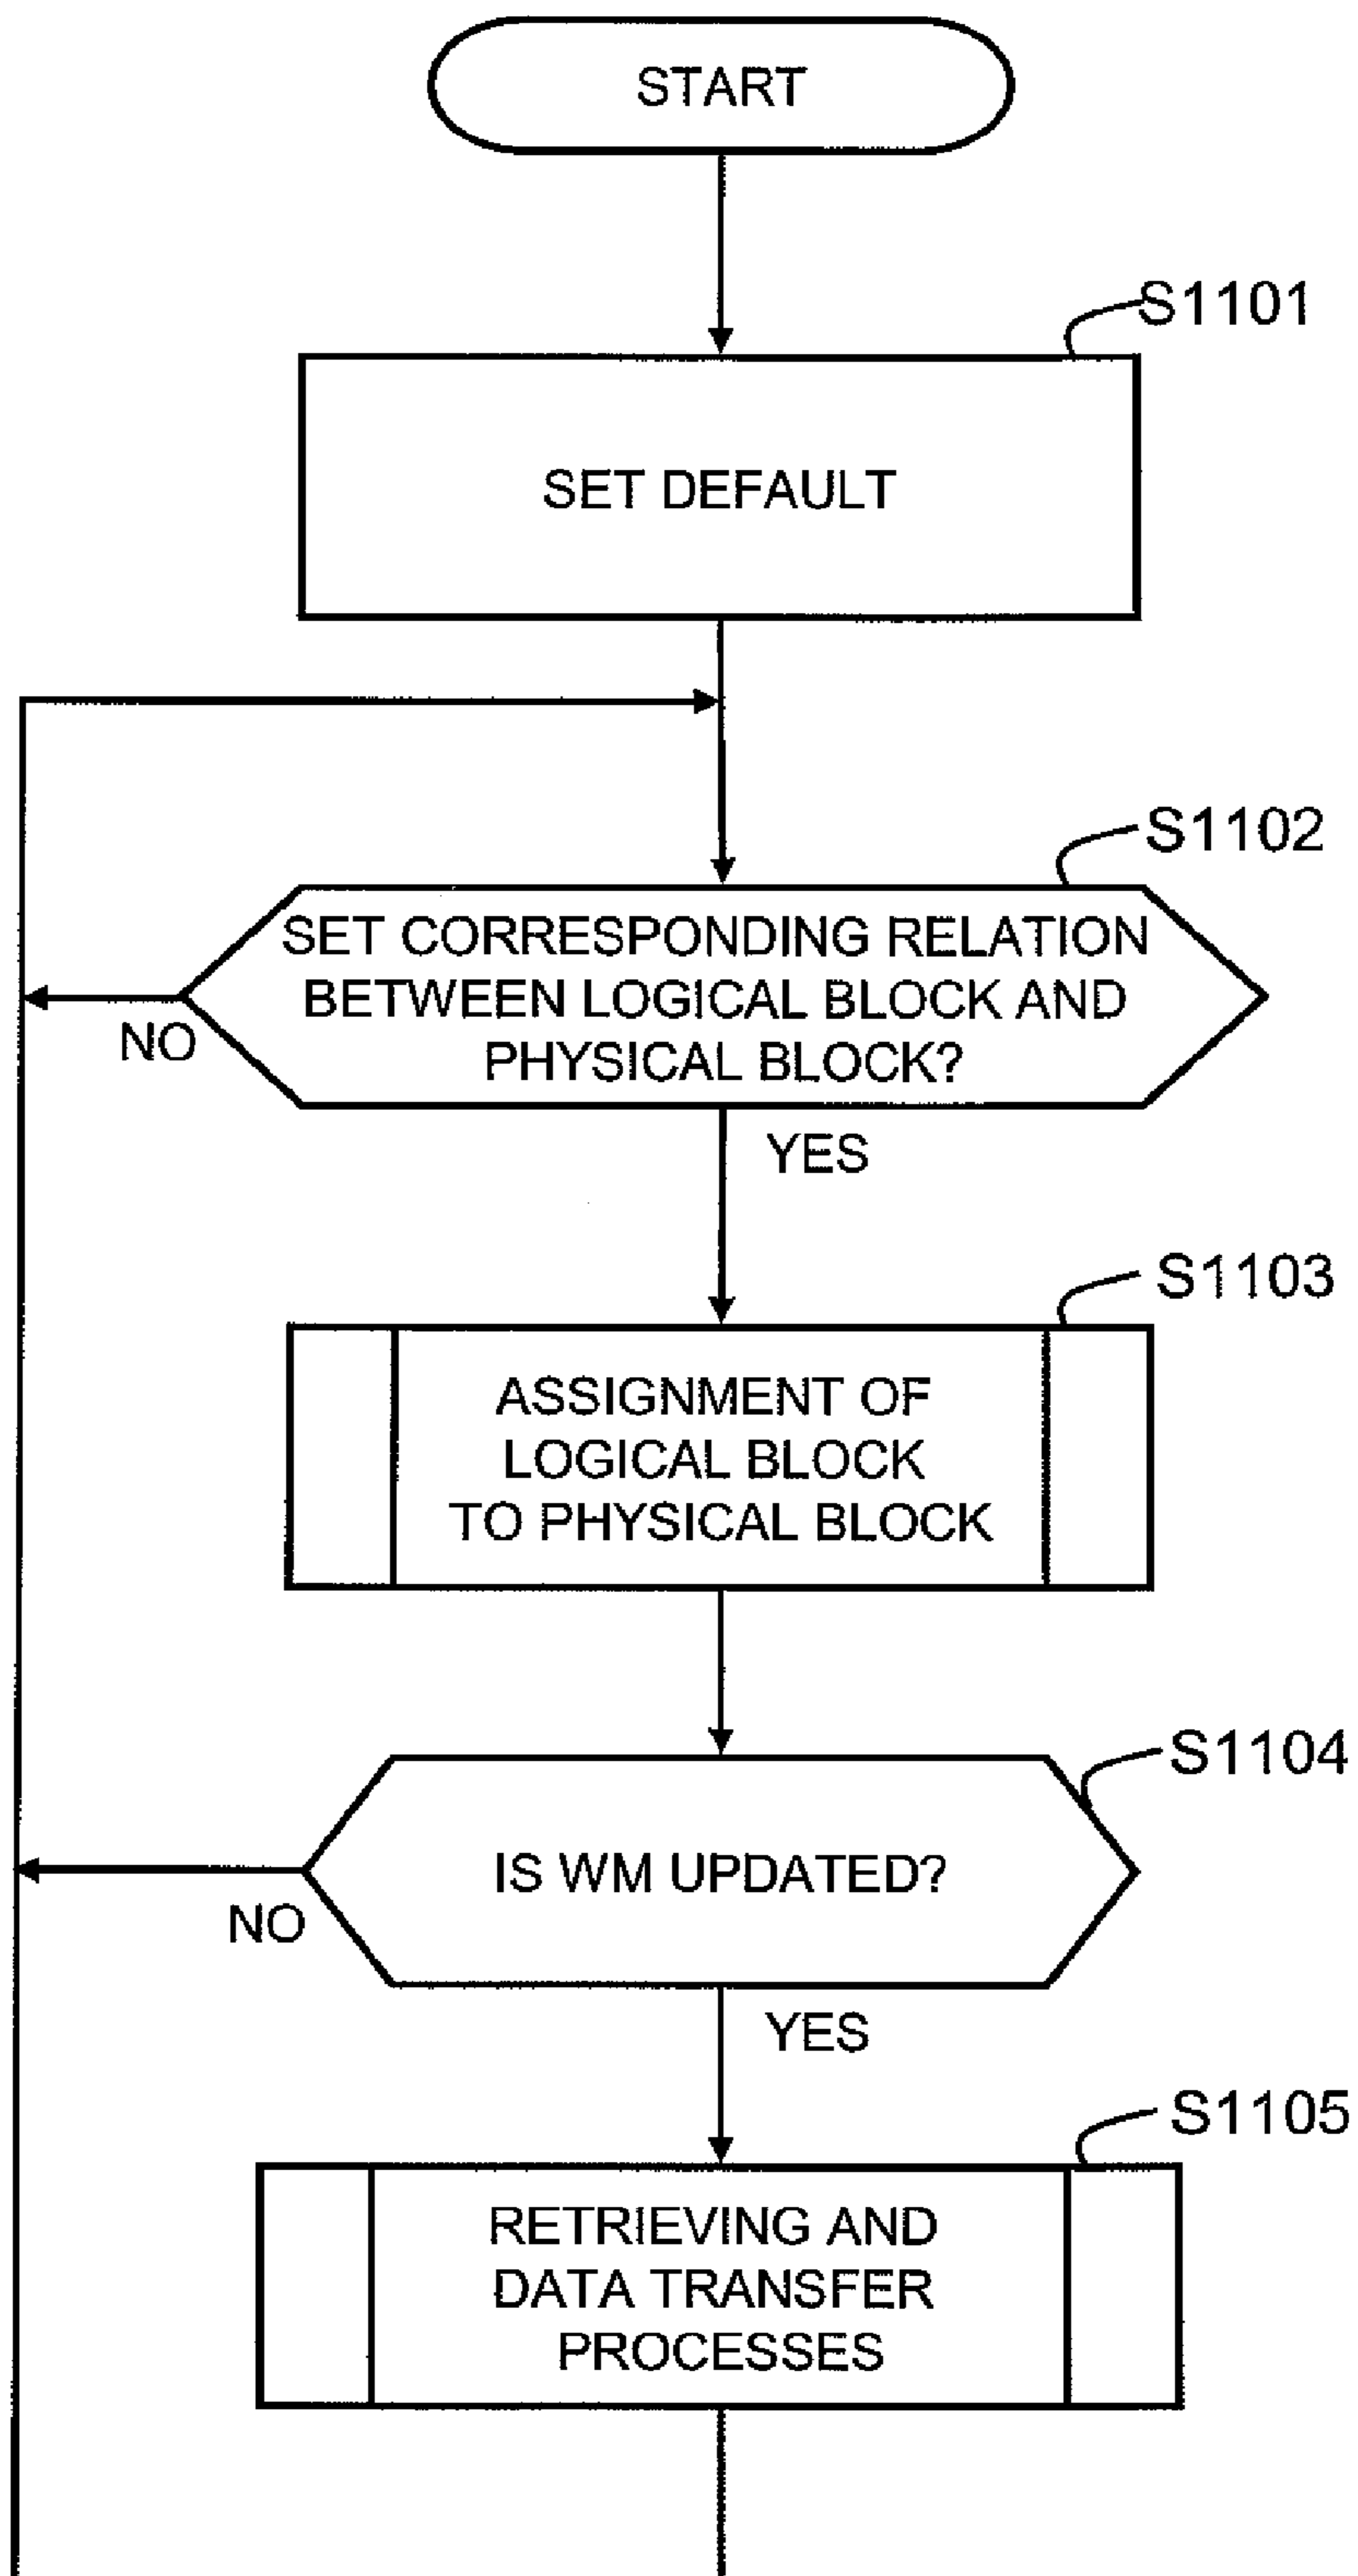 START
S1101
SET DEFAULT
S1102
SET CORRESPONDING RELATION
BETWEEN LOGICAL BLOCK AND
PHYSICAL BLOCK?
NO
YES
S1103
ASSIGNMENT OF
LOGICAL BLOCK
TO PHYSICAL BLOCK
S1104
IS WM UPDATED?
NO
YES
S1105
RETRIEVING AND
DATA TRANSFER
PROCESSES